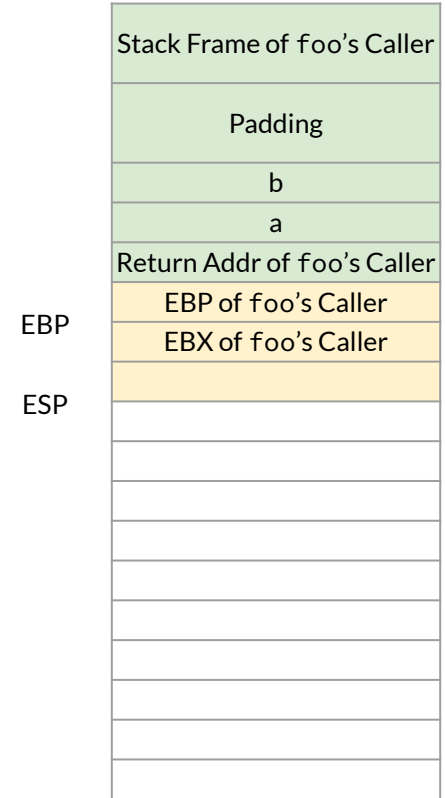 Stack Frame of foo's Caller
Padding
b
a
Return Addr of foo's Caller
EBP of foo's Caller
EBP
EBX of foo's Caller
ESP